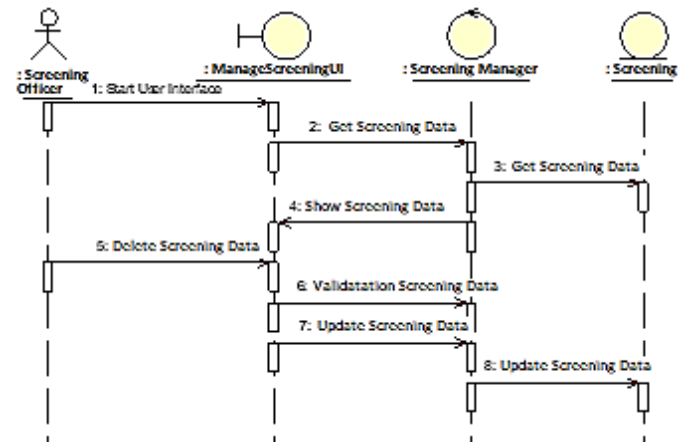 : Screening
Officer
: ManageScreeningUI
: Screening Manager
: Screening
1: Start User Interface
2: Get Screening Data
3: Get Screening Data
4: Show Screening Data
5: Delete Screening Data
6: Validatation Screening Data
7: Update Screening Data
8: Update Screening Data